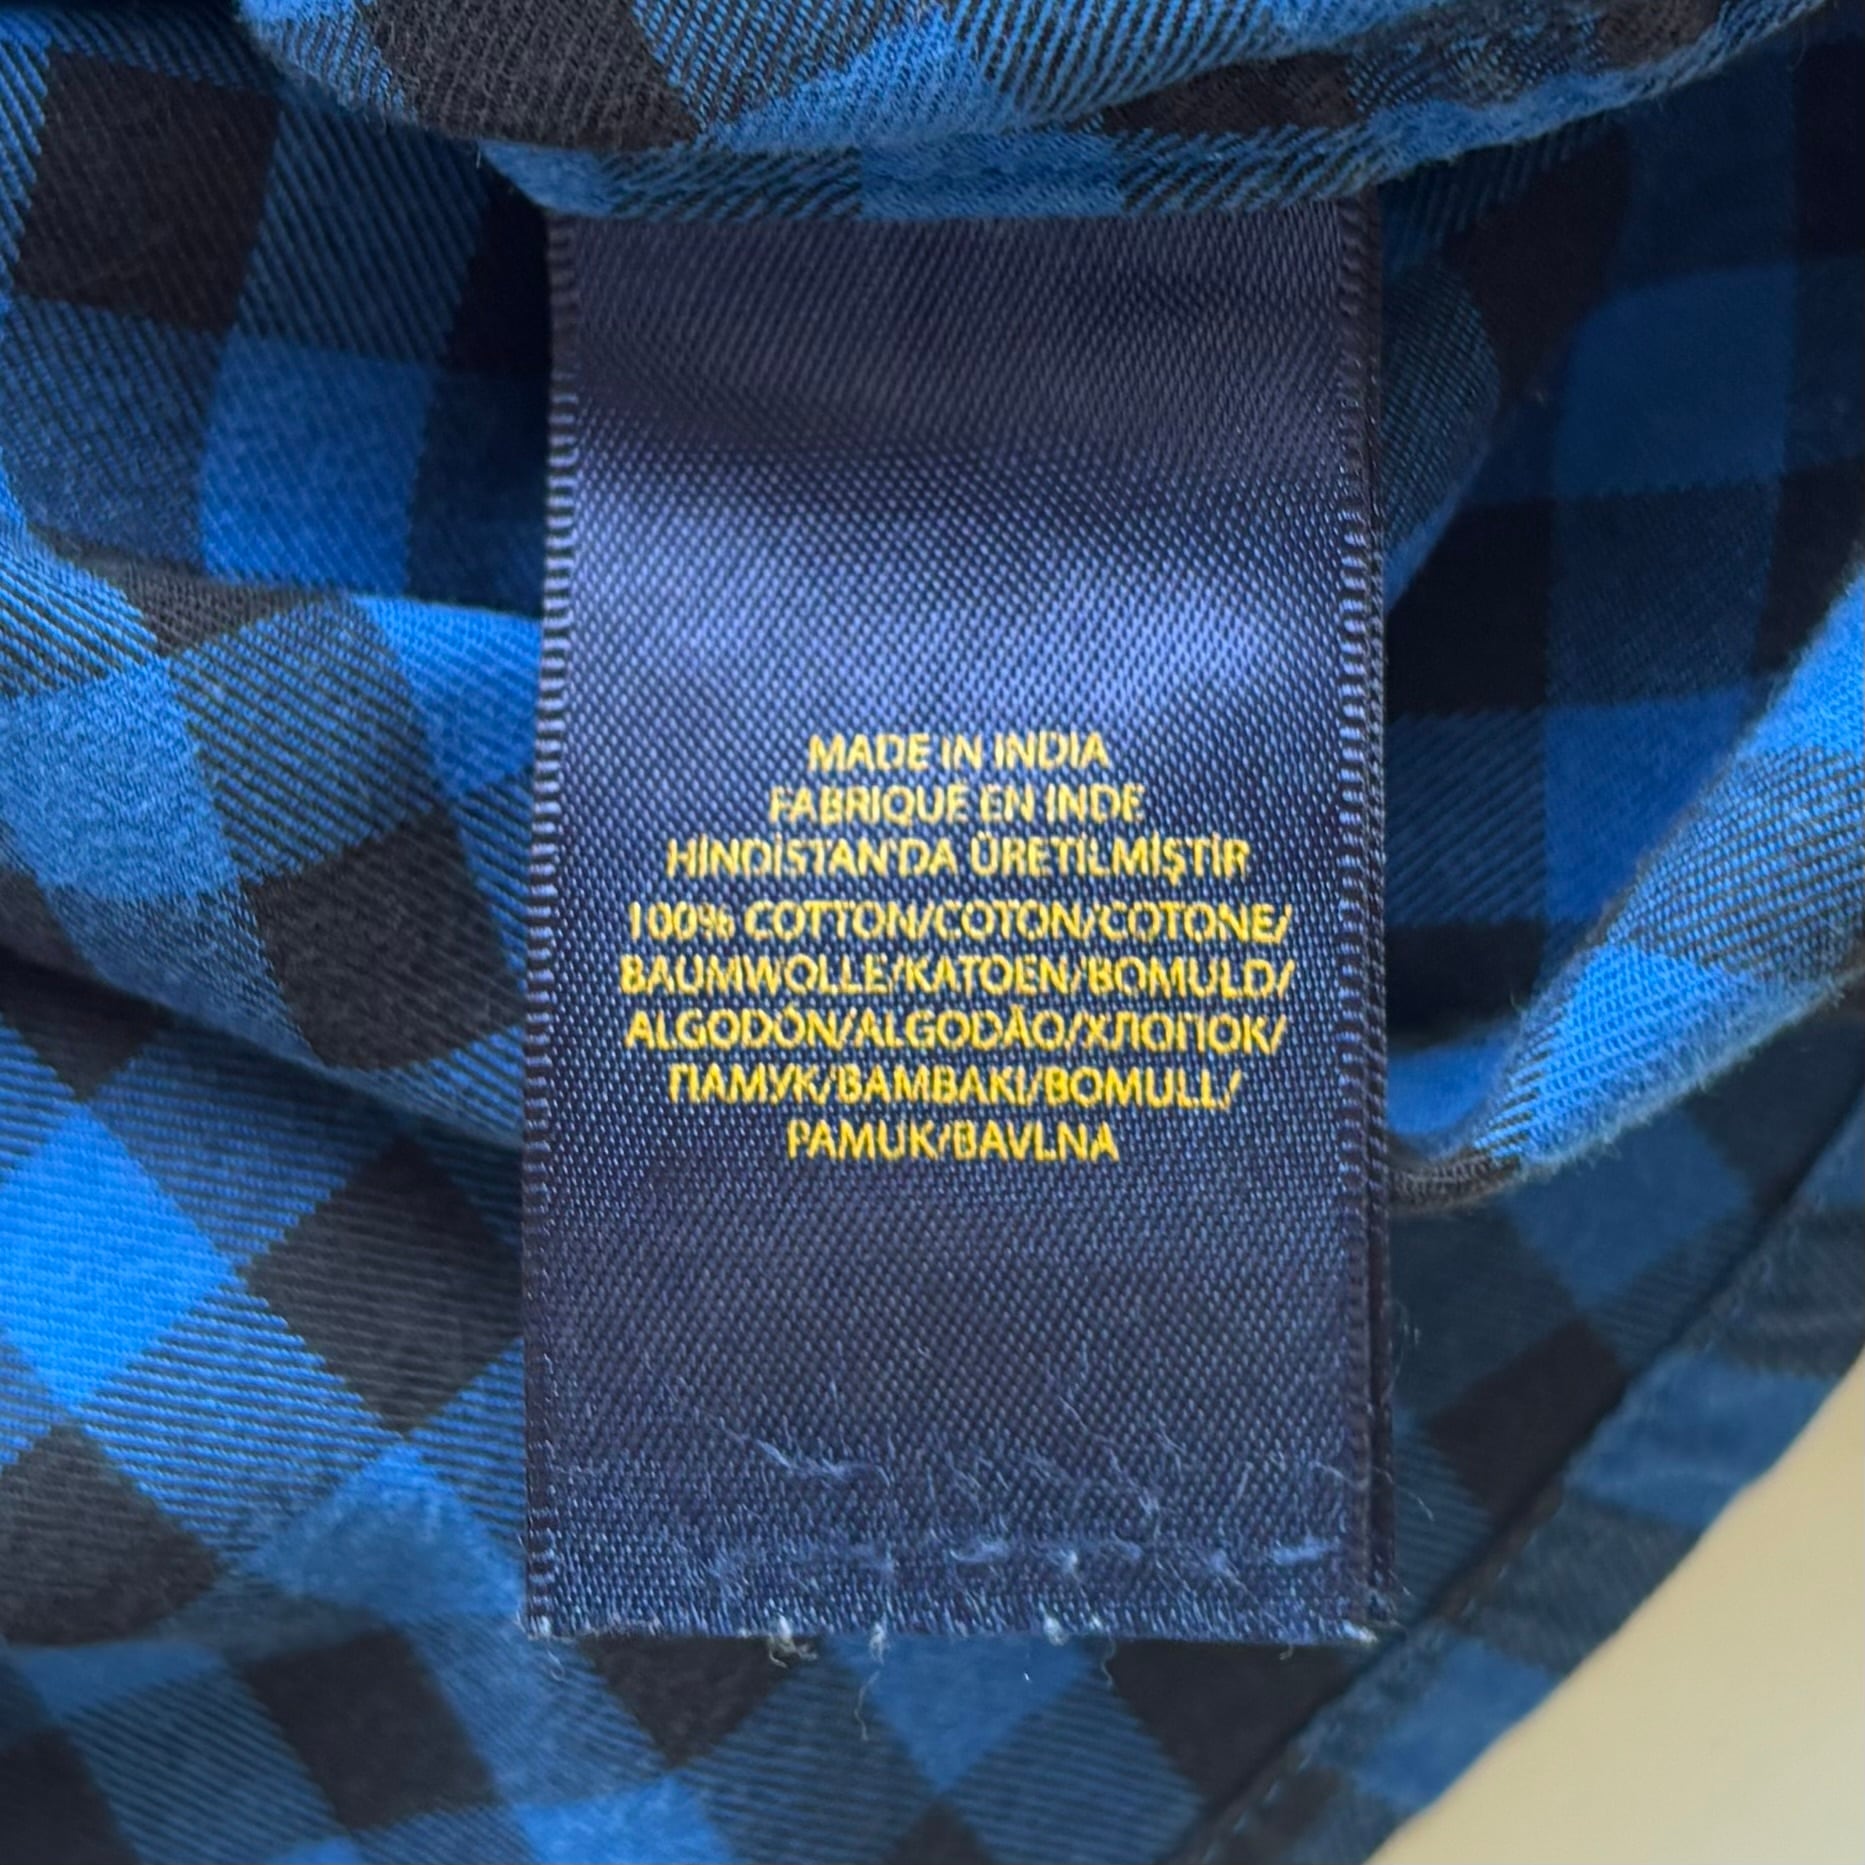 MADE IN INDIA
FABRIQUÉ EN INDE
HİNDİSTAN'DA ÜRETİLMİŞTİR
100% COTTON/COTON/COTONE/
BAUMWOLLE/KATOEN/BOMULD/
ALGODÓN/ALGODÃO/ХЛОПОК/
ПАМУК/ΒΑΜΒΑΚΙ/BOMULL/
PAMUK/BAVLNA